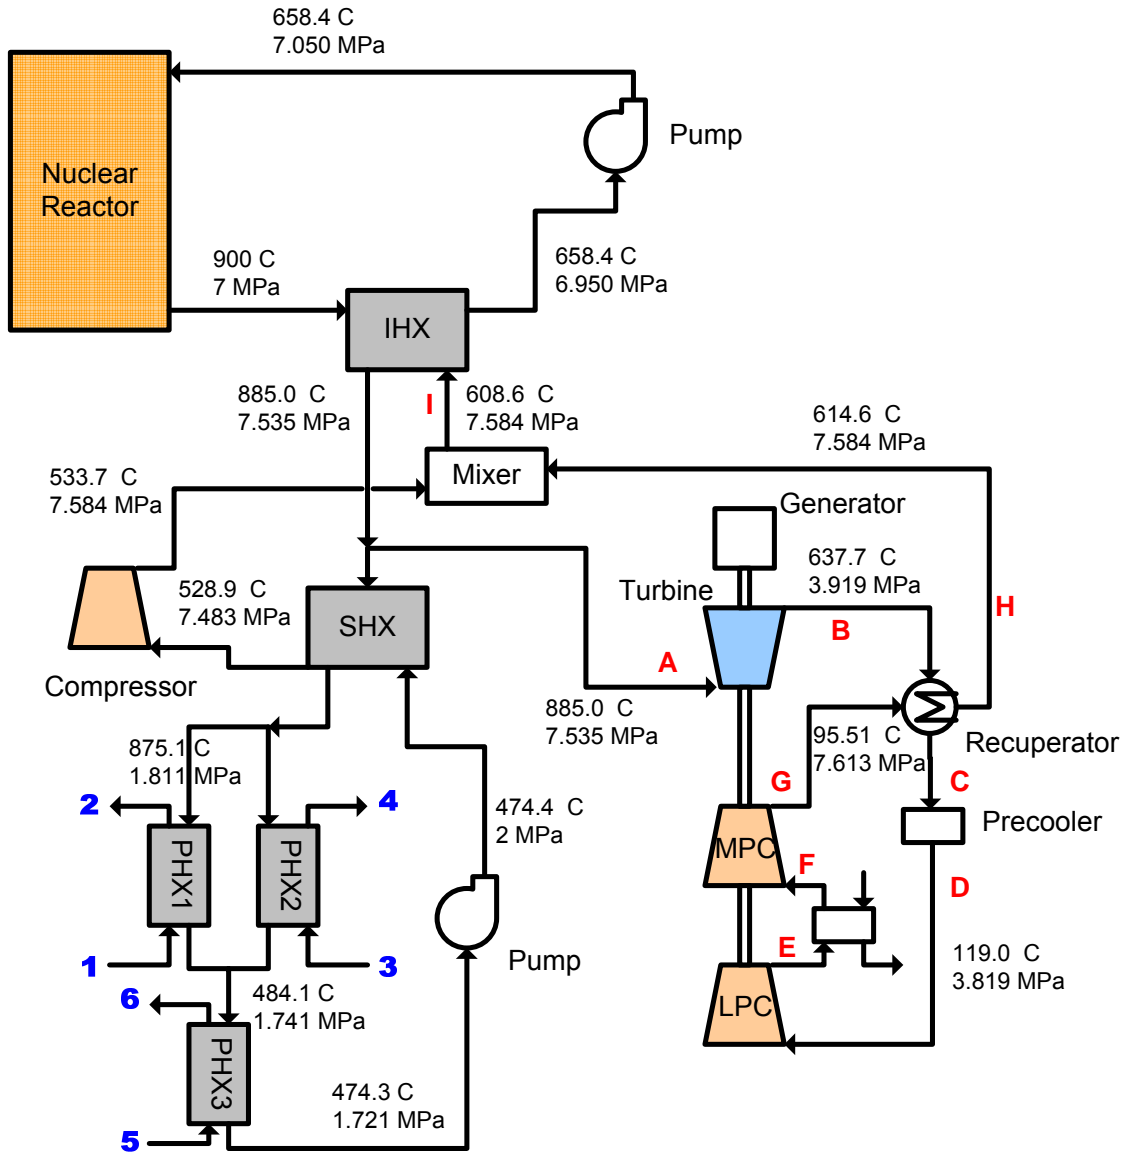 658.4 C
7.050 MPa
Pump
Nuclear
Reactor
900 C
7 MPa
658.4 C
6.950 MPa
IHX
885.0 C
7.535 MPa
I
608.6 C
7.584 MPa
614.6 C
7.584 MPa
533.7 C
7.584 MPa
Mixer
Generator
637.7 C
3.919 MPa
Turbine
528.9 C
7.483 MPa
SHX
B
H
A
Compressor
885.0 C
7.535 MPa
95.51 C
7.613 MPa
Recuperator
875.1 C
1.811 MPa
G
C
2
4
474.4 C
2 MPa
Precooler
PHX1
PHX2
MPC
F
D
1
3
Pump
E
119.0 C
3.819 MPa
6
484.1 C
1.741 MPa
LPC
PHX3
474.3 C
1.721 MPa
5